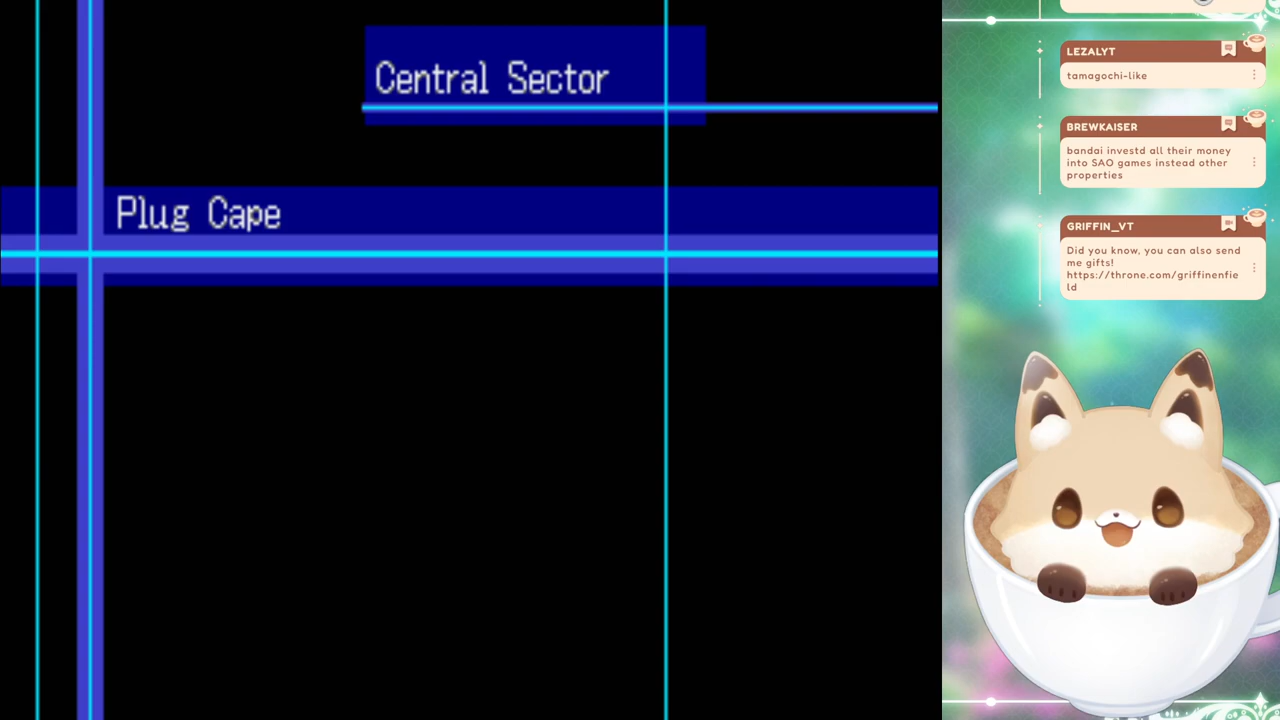 Central Sector
Plug Cape
LEZALYT
tamagochi-like
BREWKAISER
bandai investd all their money
into SAO games instead other
properties
GRIFFIN_VT
Did you know, you can also send
me gifts!
https://throne.com/griffinenfie
ld